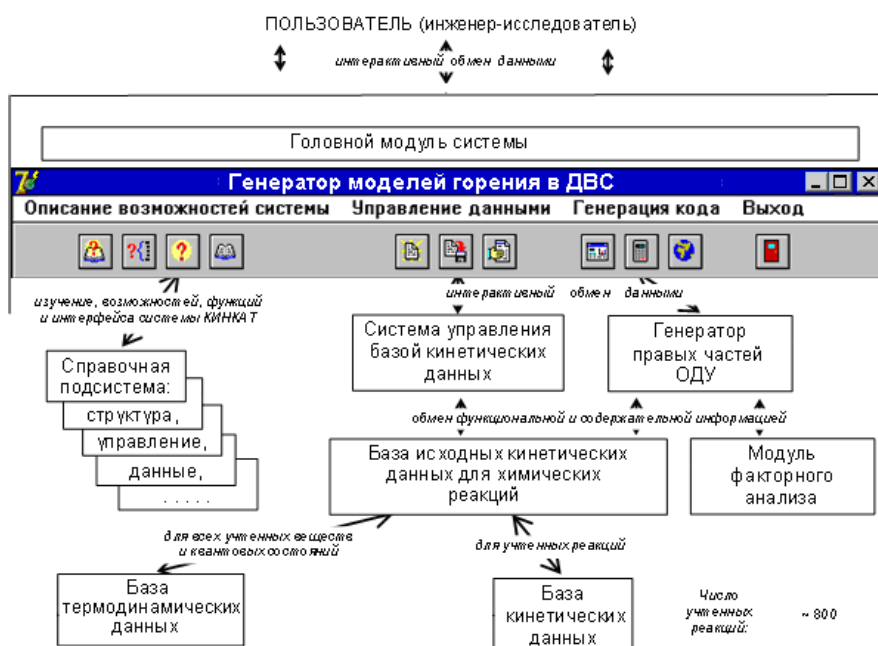 ПОЛЬЗОВАТЕЛЬ (инженер-исследователь)
интерактивный обмен данными
Головной модуль системы
Генератор моделей горения в ДВС
Описание возможностей системы Управление данными Генерация кода Выход
изучение, возможностей, функций
и интерфейса системы КИНКАТ
интерактивный обмен данными
Справочная
подсистема:
структура,
управление,
данные,
. . . . .
Система управления
базой кинетических
данных
Генератор
правых частей
ОДУ
обмен функциональной и содержательной информацией
База исходных кинетических
данных для химических
реакций
Модуль
факторного
анализа
для всех учтенных веществ
и квантовых состояний
для учтенных реакций
База
термодинамических
данных
База
кинетических
данных
Число
учтенных
реакций:
~ 800